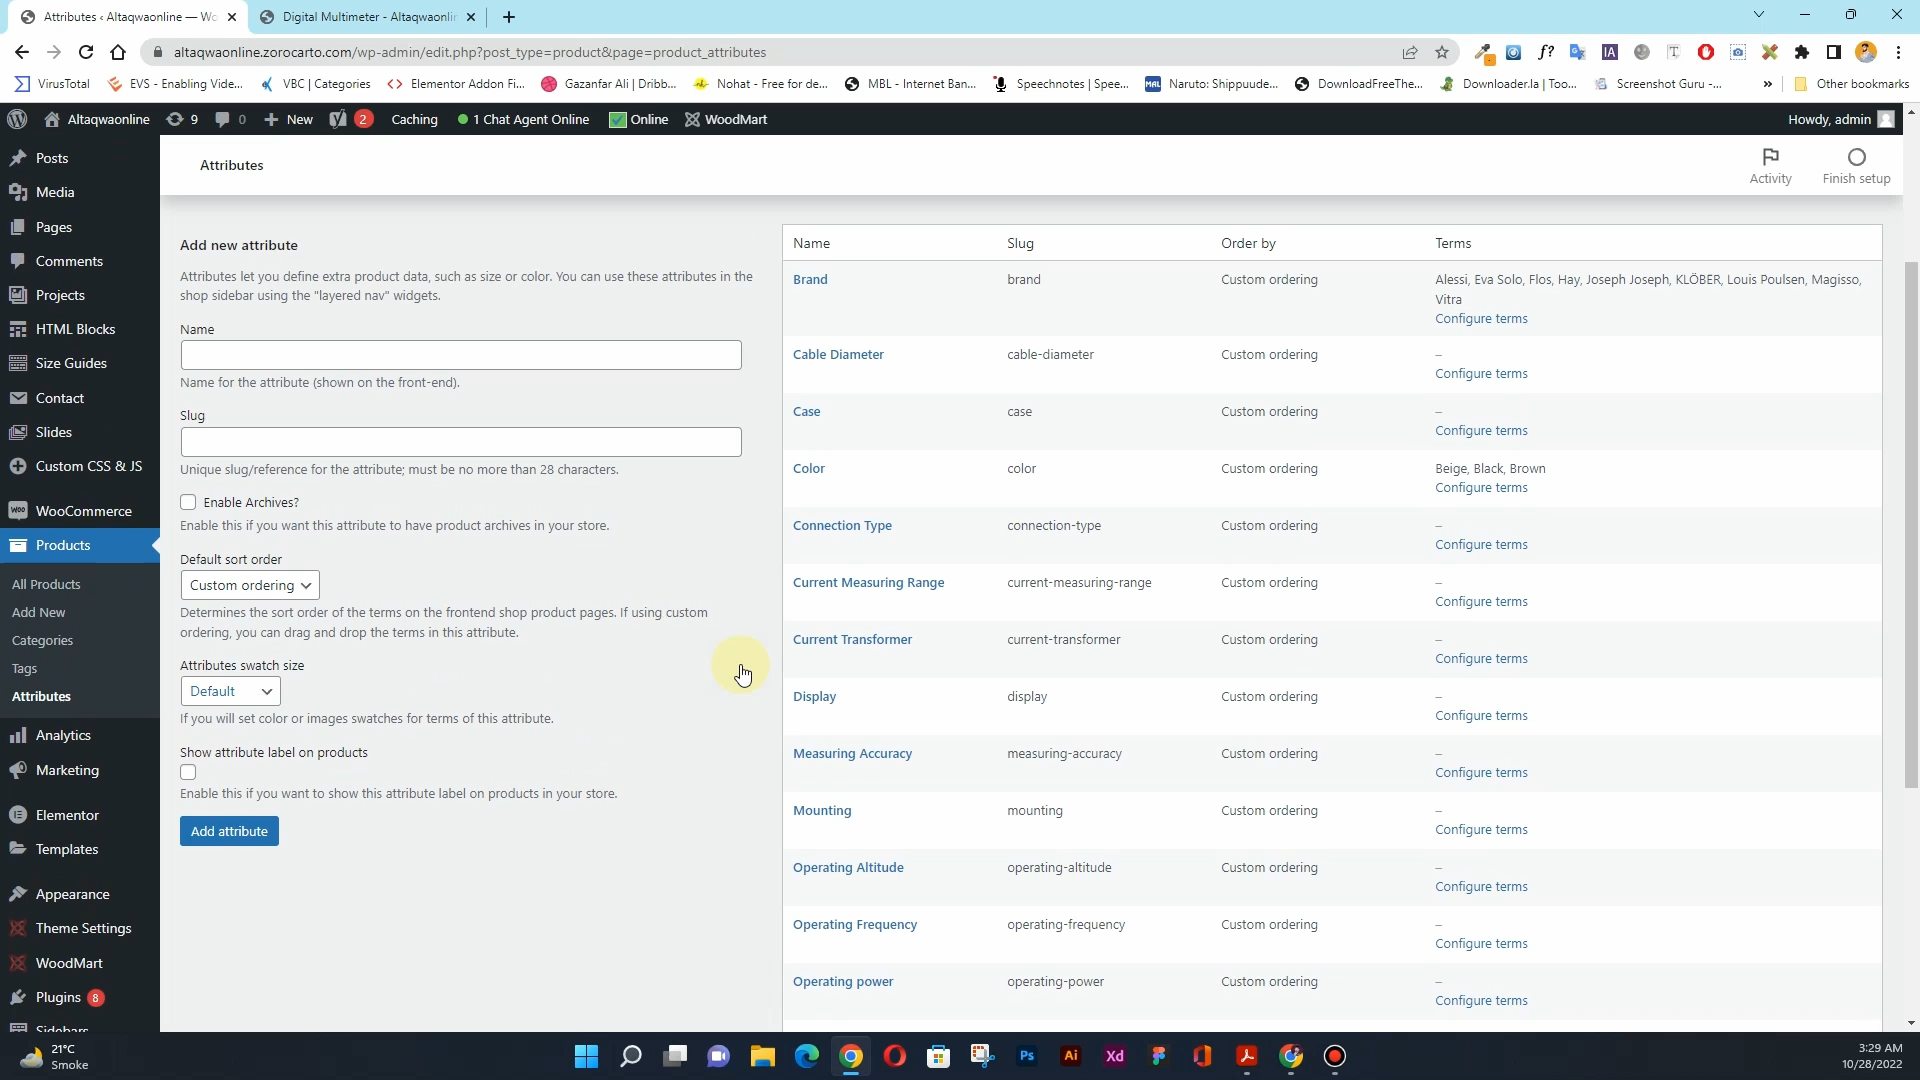 Attributes ‹ Altaqwaonline — Wo
Digital Multimeter - Altaqwaonlin
altaqwaonline.zorocarto.com/wp-admin/edit.php?post_type=product&page=product_attributes
VirusTotal
EVS - Enabling Vide...
VBC | Categories
Elementor Addon Fi...
Gazanfar Ali | Dribb...
Nohat - Free for de...
MBL - Internet Ban...
Speechnotes | Spee...
Naruto: Shippuude...
DownloadFreeThe...
Downloader.la | Too...
Screenshot Guru -...
»
Other bookmarks
Altaqwaonline
9
0
New
2
Caching
1 Chat Agent Online
Online
WoodMart
Howdy, admin
Posts
Media
Pages
Comments
Projects
HTML Blocks
Size Guides
Contact
Slides
Custom CSS & JS
WooCommerce
Products
All Products
Add New
Categories
Tags
Attributes
Analytics
Marketing
Elementor
Templates
Appearance
Theme Settings
WoodMart
Plugins 8
Sidebars
Attributes
Activity
Finish setup
Add new attribute
Attributes let you define extra product data, such as size or color. You can use these attributes in the
shop sidebar using the "layered nav" widgets.
Name
Name for the attribute (shown on the front-end).
Slug
Unique slug/reference for the attribute; must be no more than 28 characters.
Enable Archives?
Enable this if you want this attribute to have product archives in your store.
Default sort order
Custom ordering
Determines the sort order of the terms on the frontend shop product pages. If using custom
ordering, you can drag and drop the terms in this attribute.
Attributes swatch size
Default
If you will set color or images swatches for terms of this attribute.
Show attribute label on products
Enable this if you want to show this attribute label on products in your store.
Add attribute
Name Slug Order by Terms
Brand brand Custom ordering Alessi, Eva Solo, Flos, Hay, Joseph Joseph, KLÖBER, Louis Poulsen, Magisso,
Vitra
Configure terms
Cable Diameter cable-diameter Custom ordering –
Configure terms
Case case Custom ordering –
Configure terms
Color color Custom ordering Beige, Black, Brown
Configure terms
Connection Type connection-type Custom ordering –
Configure terms
Current Measuring Range current-measuring-range Custom ordering –
Configure terms
Current Transformer current-transformer Custom ordering –
Configure terms
Display display Custom ordering –
Configure terms
Measuring Accuracy measuring-accuracy Custom ordering –
Configure terms
Mounting mounting Custom ordering –
Configure terms
Operating Altitude operating-altitude Custom ordering –
Configure terms
Operating Frequency operating-frequency Custom ordering –
Configure terms
Operating power operating-power Custom ordering –
Configure terms
21°C
Smoke
3:29 AM
10/28/2022